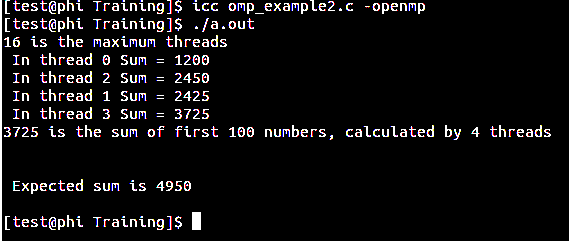 [test@phi Training]$ icc omp_example2.c -openmp
[test@phi Training]$ ./a.out
16 is the maximum threads
In thread 0 Sum = 1200
In thread 2 Sum = 2450
In thread 1 Sum = 2425
In thread 3 Sum = 3725
3725 is the sum of first 100 numbers, calculated by 4 threads
Expected sum is 4950
[test@phi Training]$